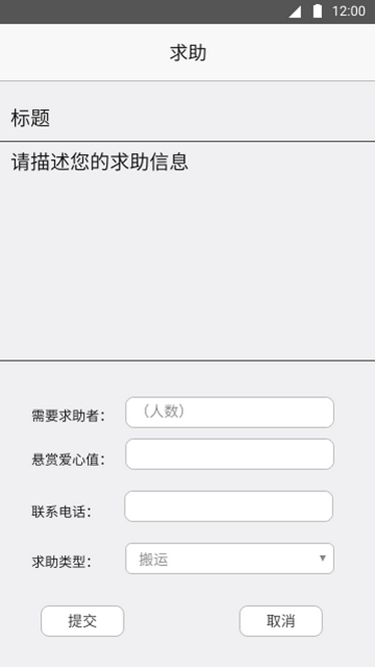 12:00
求助
标题
请描述您的求助信息
需要求助者： （人数）
悬赏爱心值：
联系电话：
求助类型： 搬运
提交 取消